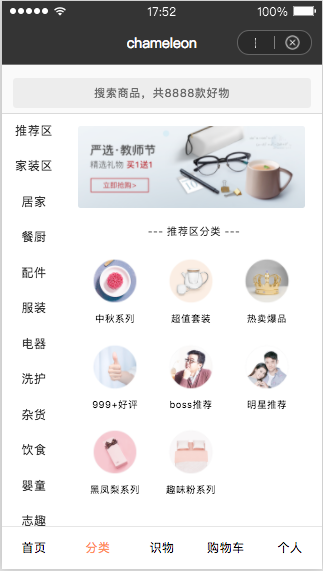 17:52
100%
chameleon
搜索商品，共8888款好物
推荐区
家装区
居家
餐厨
配件
服装
电器
洗护
杂货
饮食
婴童
志趣
严选·教师节
精选礼物 买1送1
立即抢购>
--- 推荐区分类 ---
中秋系列
超值套装
热卖爆品
999+好评
boss推荐
明星推荐
黑凤梨系列
趣味粉系列
首页
分类
识物
购物车
个人